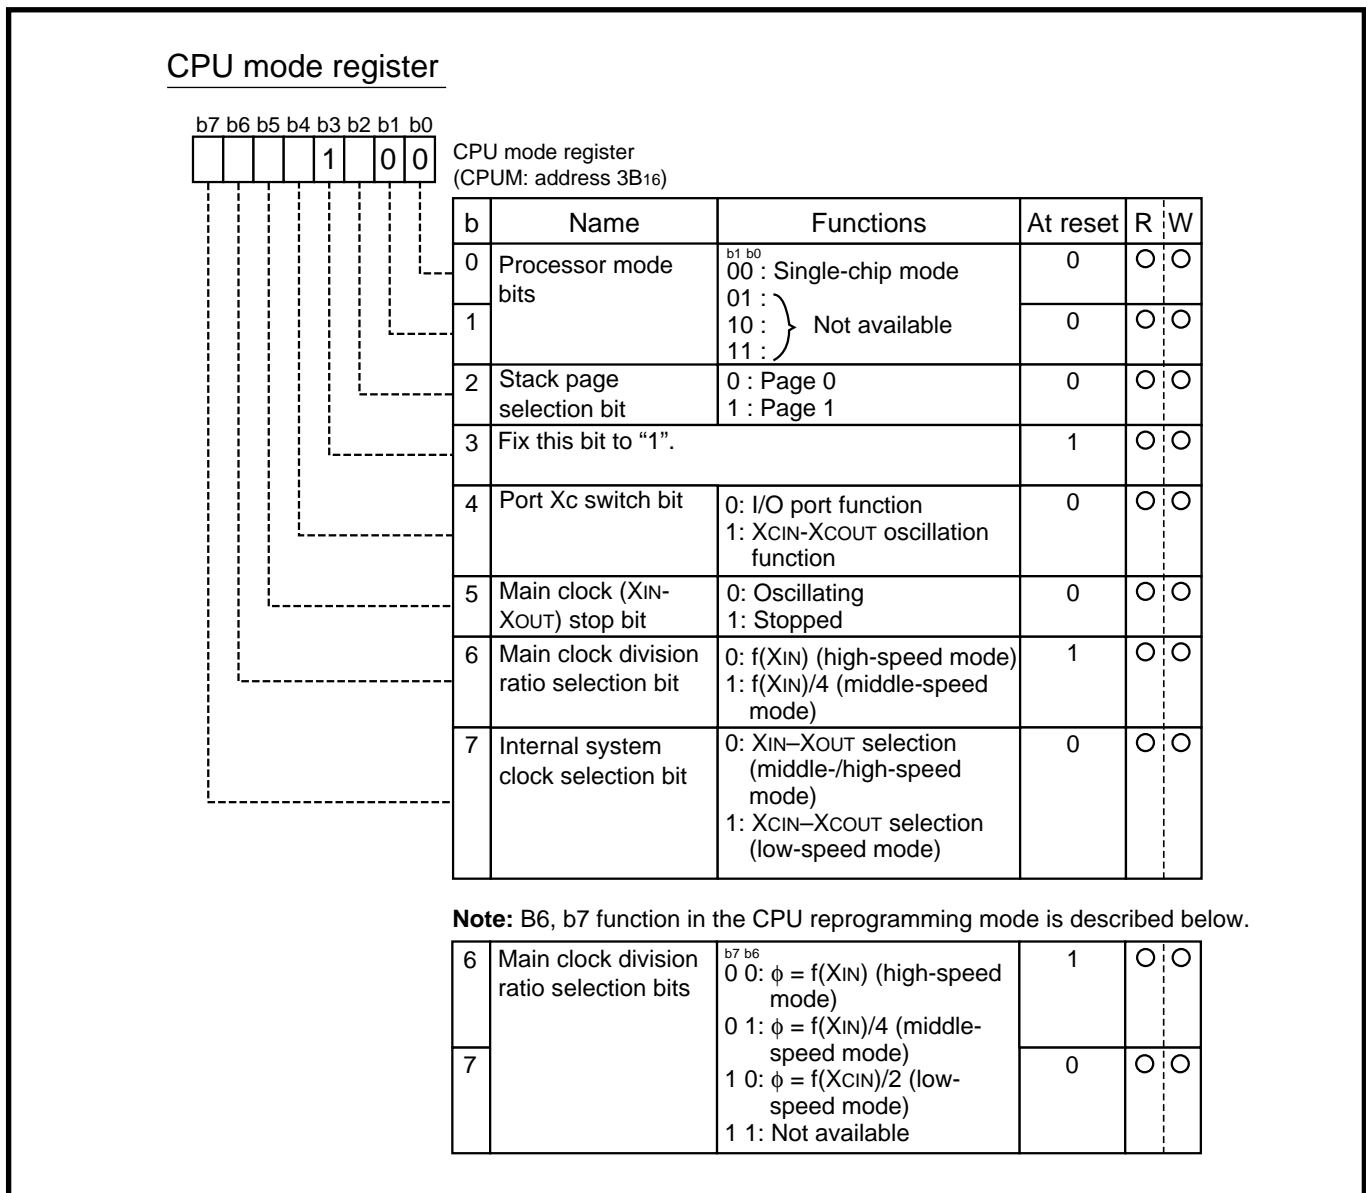 CPU mode register
b7 b6 b5 b4 b3 b2 b1 b0
1 0 0
CPU mode register
(CPUM: address 3B16)
b Name Functions At reset R W
0 Processor mode bits
b1 b0
00 : Single-chip mode
01 :
10 : Not available
11 :
0
1
0
2 Stack page selection bit
0 : Page 0
1 : Page 1
0
3 Fix this bit to “1”. 1
4 Port Xc switch bit
0: I/O port function
1: XCIN-XCOUT oscillation
function
0
5 Main clock (XIN-
XOUT) stop bit
0: Oscillating
1: Stopped
0
6 Main clock division
ratio selection bit
0: f(XIN) (high-speed mode)
1: f(XIN)/4 (middle-speed
mode)
1
7 Internal system
clock selection bit
0: XIN–XOUT selection
(middle-/high-speed
mode)
1: XCIN–XCOUT selection
(low-speed mode)
0
Note: B6, b7 function in the CPU reprogramming mode is described below.
6 Main clock division
ratio selection bits
b7 b6
0 0: ϕ = f(XIN) (high-speed
mode)
0 1: ϕ = f(XIN)/4 (middle-
speed mode)
1 0: ϕ = f(XCIN)/2 (low-
speed mode)
1 1: Not available
1
7
0